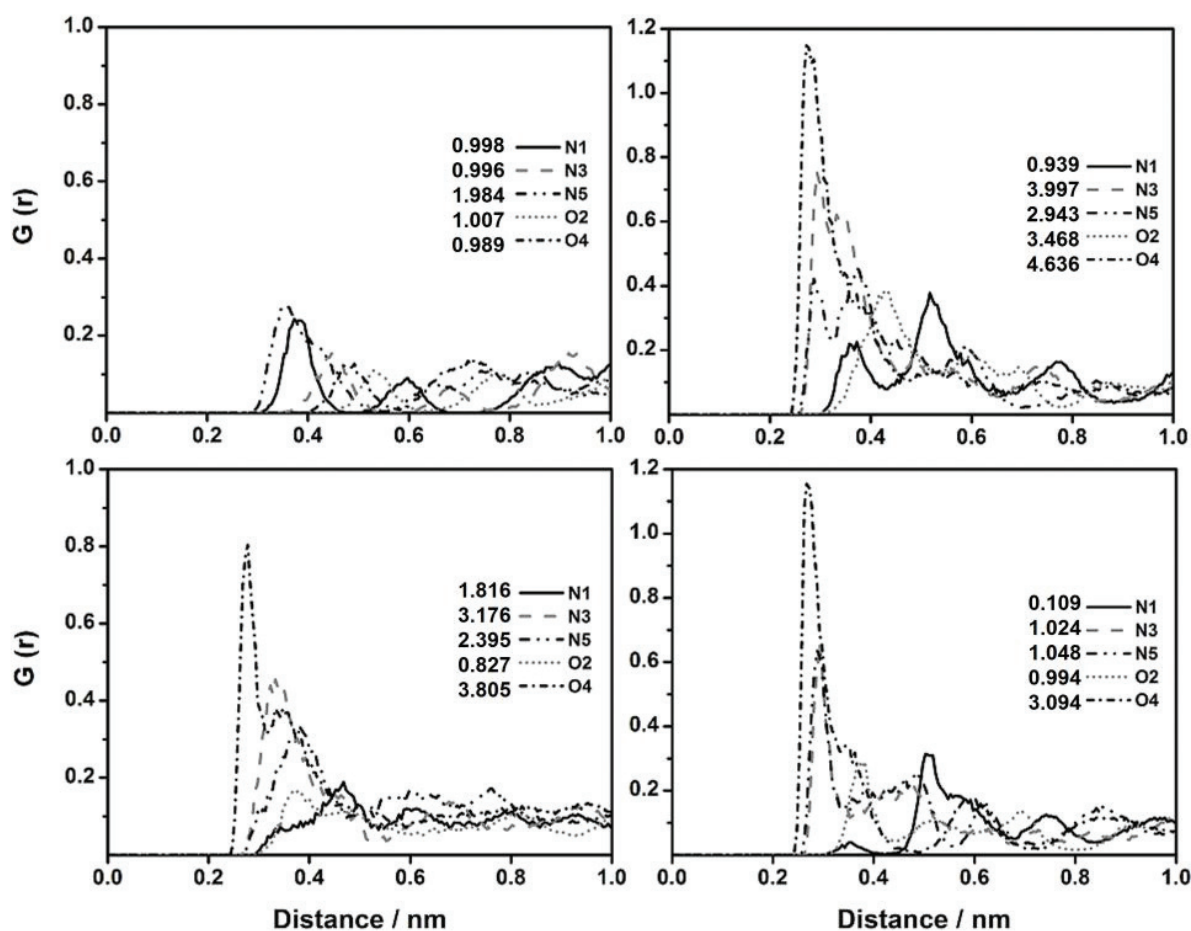 G (r)
1.0
0.8
0.6
0.4
0.2
0.998 N1
0.996 N3
1.984 N5
1.007 O2
0.989 O4
0.0 0.2 0.4 0.6 0.8 1.0
1.2
1.0
0.8
0.6
0.4
0.2
0.939 N1
3.997 N3
2.943 N5
3.468 O2
4.636 O4
0.0 0.2 0.4 0.6 0.8 1.0
G (r)
1.0
0.8
0.6
0.4
0.2
1.816 N1
3.176 N3
2.395 N5
0.827 O2
3.805 O4
0.0 0.2 0.4 0.6 0.8 1.0
Distance / nm
1.2
1.0
0.8
0.6
0.4
0.2
0.109 N1
1.024 N3
1.048 N5
0.994 O2
3.094 O4
0.0 0.2 0.4 0.6 0.8 1.0
Distance / nm